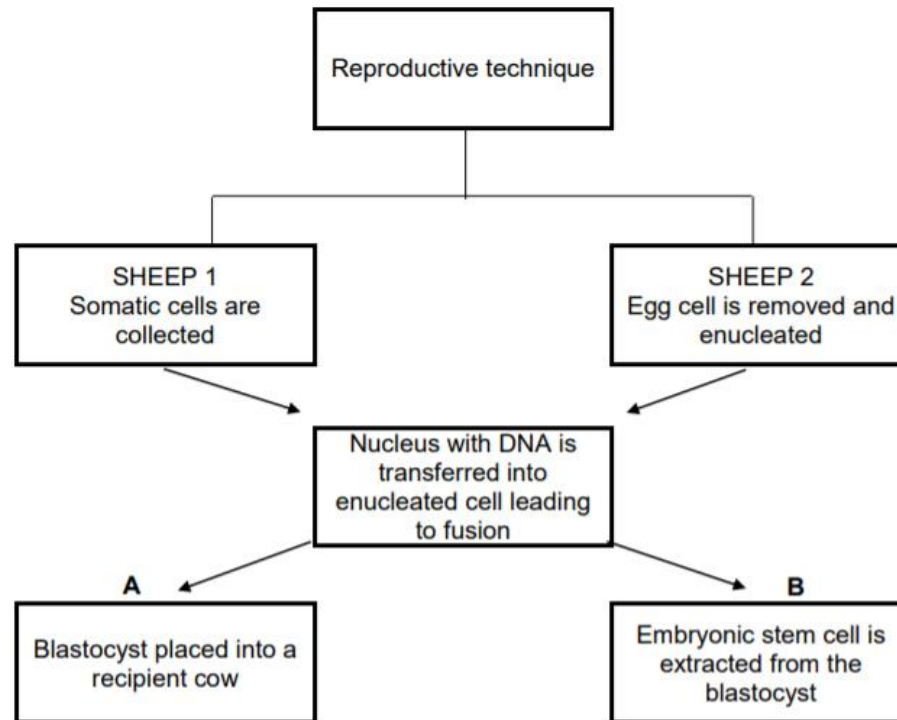 Reproductive technique
SHEEP 1
Somatic cells are
collected
SHEEP 2
Egg cell is removed and
enucleated
Nucleus with DNA is
transferred into
enucleated cell leading
to fusion
A
Blastocyst placed into a
recipient cow
B
Embryonic stem cell is
extracted from the
blastocyst